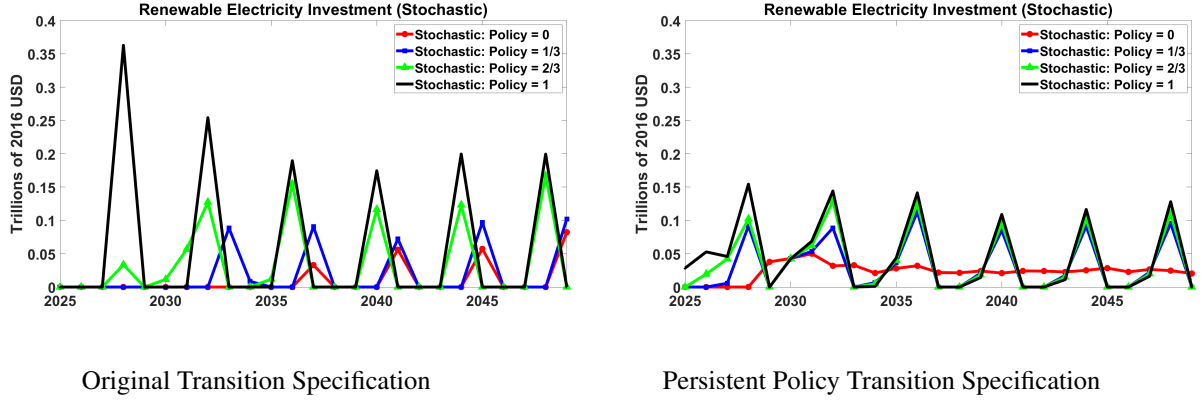 Renewable Electricity Investment (Stochastic)
Trillions of 2016 USD
0.4
0.35
0.3
0.25
0.2
0.15
0.1
0.05
0
2025
2030
2035
2040
2045
Stochastic: Policy = 0
Stochastic: Policy = 1/3
Stochastic: Policy = 2/3
Stochastic: Policy = 1
Original Transition Specification
Renewable Electricity Investment (Stochastic)
Trillions of 2016 USD
0.4
0.35
0.3
0.25
0.2
0.15
0.1
0.05
0
2025
2030
2035
2040
2045
Stochastic: Policy = 0
Stochastic: Policy = 1/3
Stochastic: Policy = 2/3
Stochastic: Policy = 1
Persistent Policy Transition Specification